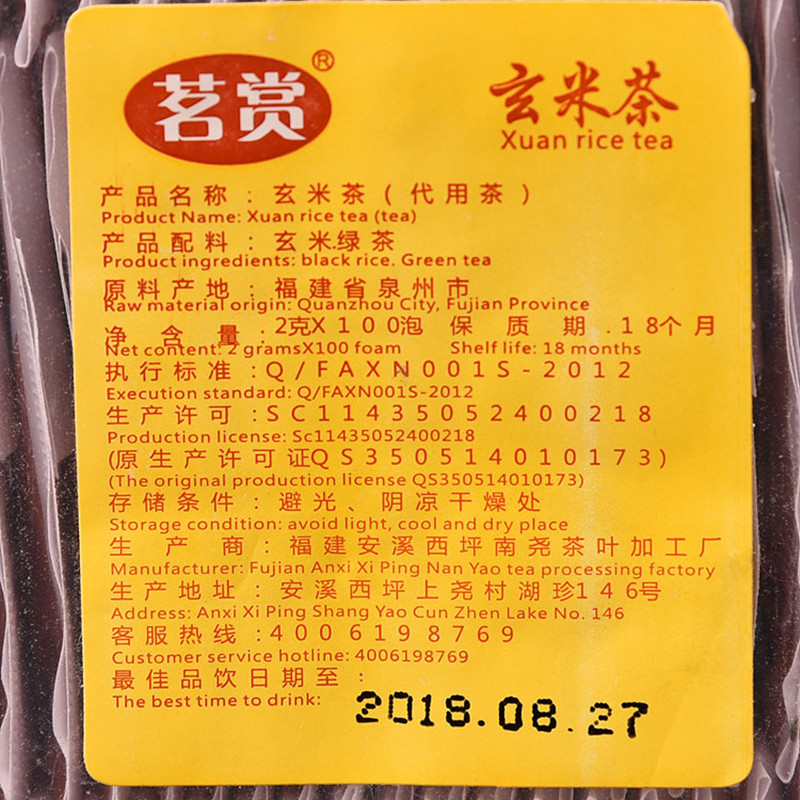 茗赏®
玄米茶
Xuan rice tea
产品名称：玄米茶（代用茶）
Product Name: Xuan rice tea (tea)
产品配料：玄米.绿茶
Product ingredients: black rice. Green tea
原料产地：福建省泉州市
Raw material origin: Quanzhou City, Fujian Province
净含量：2克X100泡 保质期.18个月
Net content: 2 gramsX100 foam Shelf life: 18 months
执行标准：Q/FAXN001S-2012
Execution standard: Q/FAXN001S-2012
生产许可：SC11435052400218
Production license: Sc11435052400218
(原生产许可证QS350514010173)
(The original production license QS350514010173)
存储条件：避光、阴凉干燥处
Storage condition: avoid light, cool and dry place
生产商：福建安溪西坪南尧茶叶加工厂
Manufacturer: Fujian Anxi Xi Ping Nan Yao tea processing factory
生产地址：安溪西坪上尧村湖珍146号
Address: Anxi Xi Ping Shang Yao Cun Zhen Lake No. 146
客服热线：4006198769
Customer service hotline: 4006198769
最佳品饮日期至：
The best time to drink:
2018.08.27